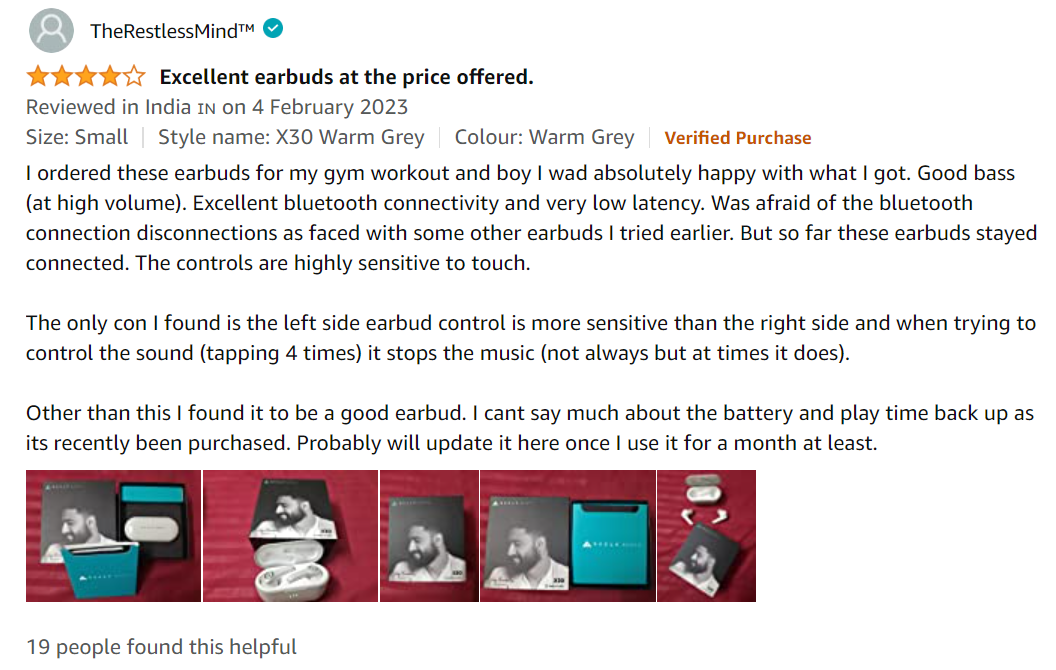 TheRestlessMind™
Excellent earbuds at the price offered.
Reviewed in India IN on 4 February 2023
Size: Small | Style name: X30 Warm Grey | Colour: Warm Grey | Verified Purchase
I ordered these earbuds for my gym workout and boy I wad absolutely happy with what I got. Good bass
(at high volume). Excellent bluetooth connectivity and very low latency. Was afraid of the bluetooth
connection disconnections as faced with some other earbuds I tried earlier. But so far these earbuds stayed
connected. The controls are highly sensitive to touch.
The only con I found is the left side earbud control is more sensitive than the right side and when trying to
control the sound (tapping 4 times) it stops the music (not always but at times it does).
Other than this I found it to be a good earbud. I cant say much about the battery and play time back up as
its recently been purchased. Probably will update it here once I use it for a month at least.
X30
X30
X30
19 people found this helpful